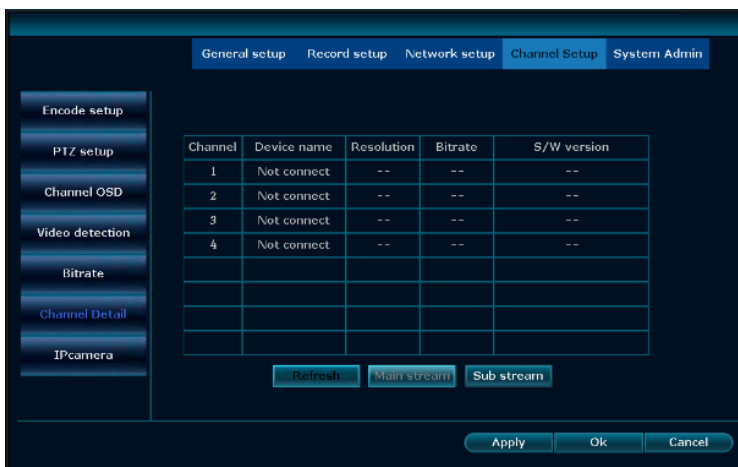 General setup Record setup Network setup Channel Setup System Admin
Encode setup
PTZ setup
Channel OSD
Video detection
Bitrate
Channel Detail
IPcamera
Channel Device name Resolution Bitrate S/W version
1 Not connect -- -- --
2 Not connect -- -- --
3 Not connect -- -- --
4 Not connect -- -- --
Refresh Main stream Sub stream
Apply Ok Cancel